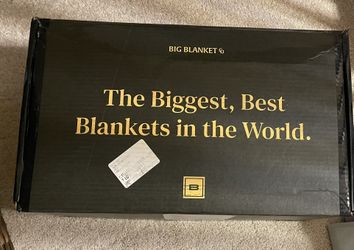 BIG BLANKET Co
The Biggest, Best
Blankets in the World.
B